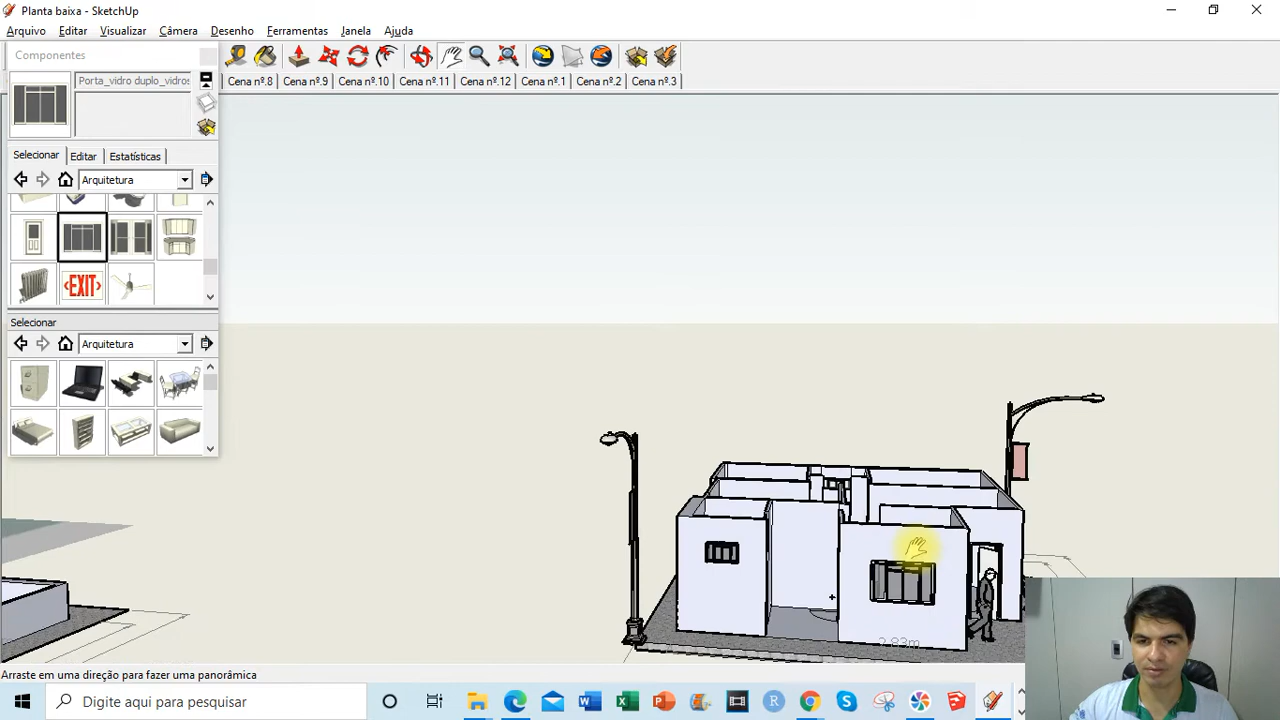 Planta baixa - SketchUp
Arquivo Editar Visualizar Câmera Desenho Ferramentas Janela Ajuda
Componentes
Cena nº.8 Cena nº.9 Cena nº.10 Cena nº.11 Cena nº.12 Cena nº.1 Cena nº.2 Cena nº.3
Porta_vidro duplo_vidros
Selecionar Editar Estatísticas
Arquitetura
EXIT
Selecionar
Arquitetura
2.83m
Arraste em uma direção para fazer uma panorâmica
Digite aqui para pesquisar